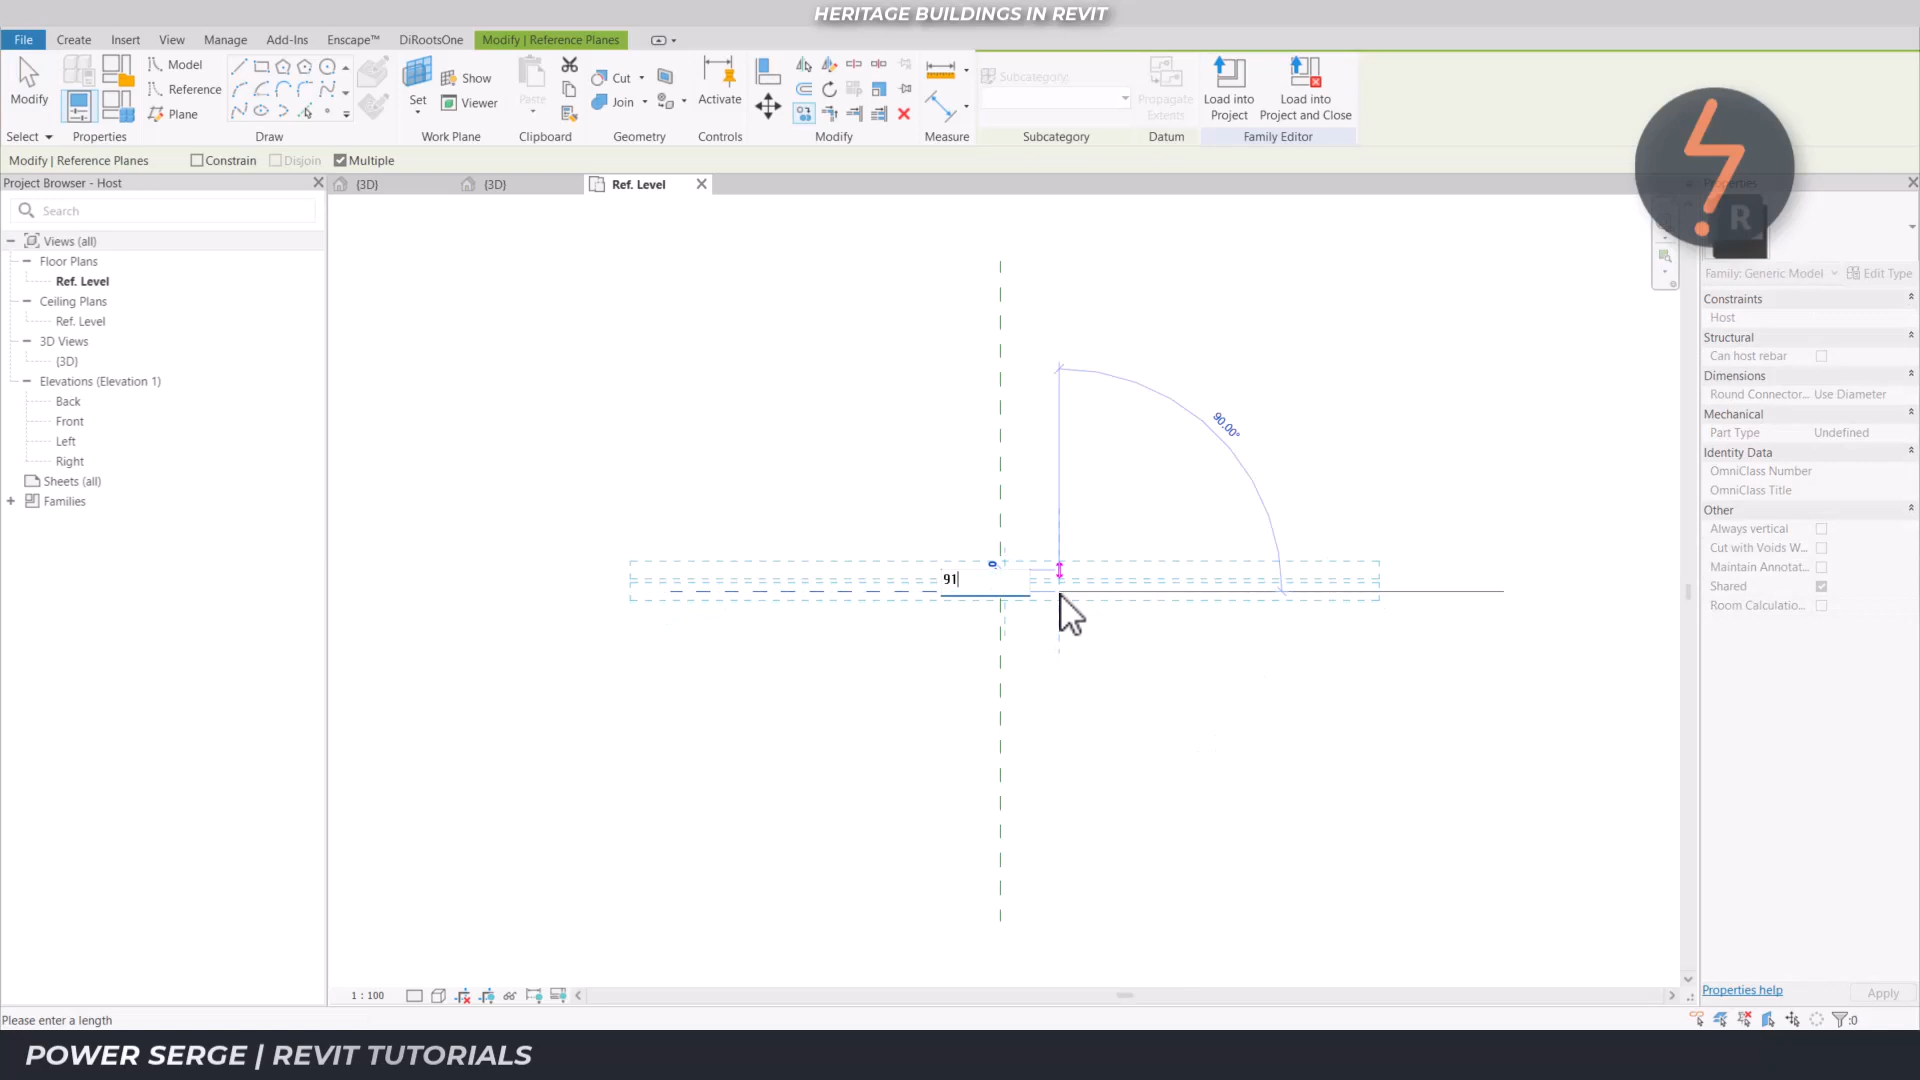 HERITAGE BUILDINGS IN REVIT
File Create Insert View Manage Add-Ins Enscape™ DiRootsOne Modify | Reference Planes
Modify
Model
Reference
Plane
Set
Show
Viewer
Paste
Cut
Join
Activate
Subcategory
Propagate Extents
Load into Project
Load into Project and Close
Select Properties Draw Work Plane Clipboard Geometry Controls Modify Measure Subcategory Datum Family Editor
Modify | Reference Planes Constrain Disjoin Multiple
Project Browser - Host
{3D} {3D} Ref. Level
Properties
Search
R
Views (all)
Floor Plans
Ref. Level
Ceiling Plans
Ref. Level
3D Views
{3D}
Elevations (Elevation 1)
Back
Front
Left
Right
Sheets (all)
Families
90.00°
91
Family: Generic Model Edit Type
Constraints
Host
Structural
Can host rebar
Dimensions
Round Connector... Use Diameter
Mechanical
Part Type Undefined
Identity Data
OmniClass Number
OmniClass Title
Other
Always vertical
Cut with Voids W...
Maintain Annotat...
Shared
Room Calculatio...
Properties help Apply
1 : 100
Please enter a length
:0
POWER SERGE | REVIT TUTORIALS